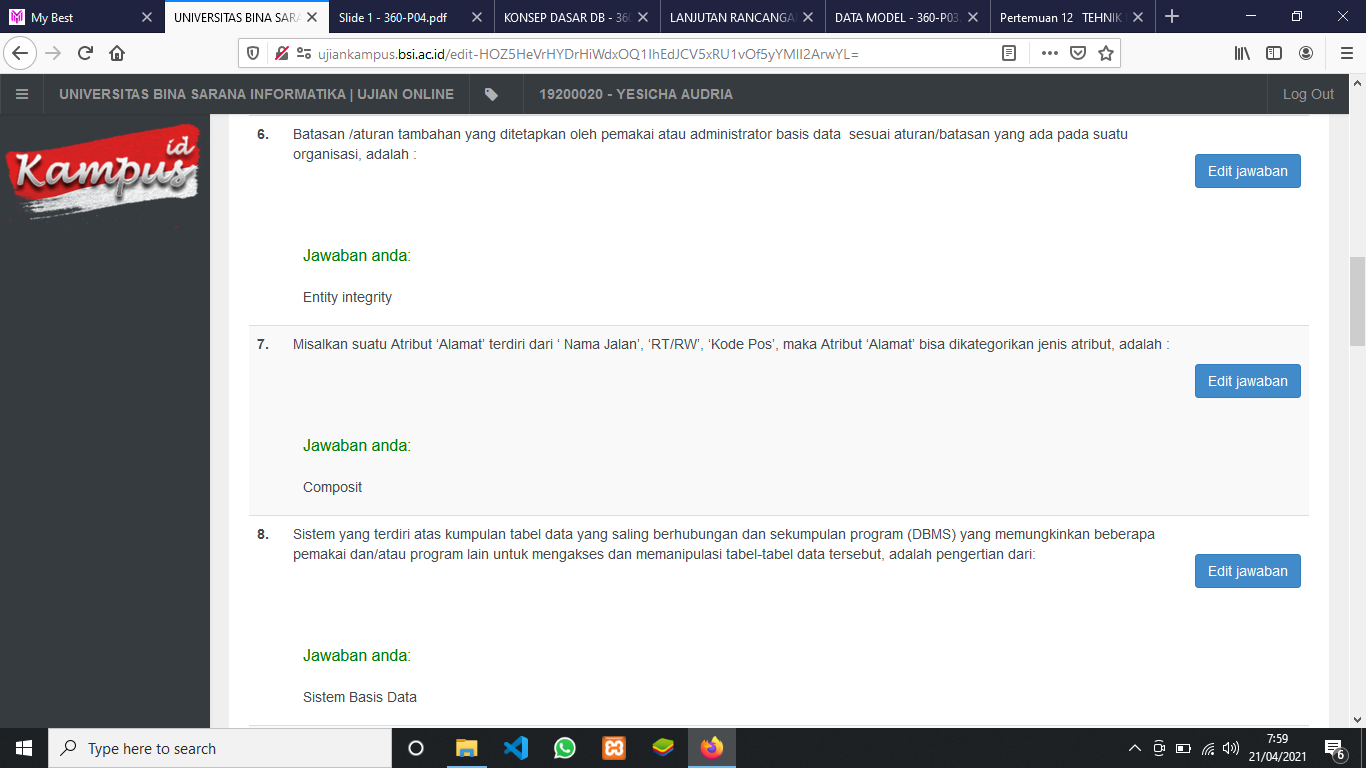 My Best
UNIVERSITAS BINA SARA
Slide 1 - 360-P04.pdf
KONSEP DASAR DB - 360
LANJUTAN RANCANGA
DATA MODEL - 360-P03.
Pertemuan 12 TEHNIK
ujiankampus.bsi.ac.id/edit-HOZ5HeVrHYDrHiWdxOQ1IhEdJCV5xRU1vOf5yYMlI2ArwYL=
UNIVERSITAS BINA SARANA INFORMATIKA | UJIAN ONLINE
19200020 - YESICHA AUDRIA
Log Out
Kampus id
6. Batasan /aturan tambahan yang ditetapkan oleh pemakai atau administrator basis data sesuai aturan/batasan yang ada pada suatu
organisasi, adalah :
Edit jawaban
Jawaban anda:
Entity integrity
7. Misalkan suatu Atribut ‘Alamat’ terdiri dari ‘ Nama Jalan’, ‘RT/RW’, ‘Kode Pos’, maka Atribut ‘Alamat’ bisa dikategorikan jenis atribut, adalah :
Edit jawaban
Jawaban anda:
Composit
8. Sistem yang terdiri atas kumpulan tabel data yang saling berhubungan dan sekumpulan program (DBMS) yang memungkinkan beberapa
pemakai dan/atau program lain untuk mengakses dan memanipulasi tabel-tabel data tersebut, adalah pengertian dari:
Edit jawaban
Jawaban anda:
Sistem Basis Data
Type here to search
7:59
21/04/2021
6